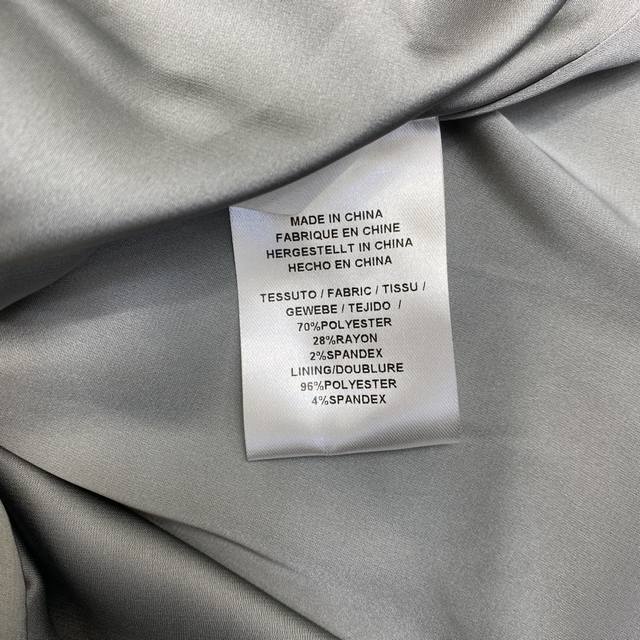 MADE IN CHINA
FABRIQUE EN CHINE
HERGESTELLT IN CHINA
HECHO EN CHINA
TESSUTO / FABRIC / TISSU /
GEWEBE / TEJIDO /
70%POLYESTER
28%RAYON
2%SPANDEX
LINING/DOUBLURE
96%POLYESTER
4%SPANDEX